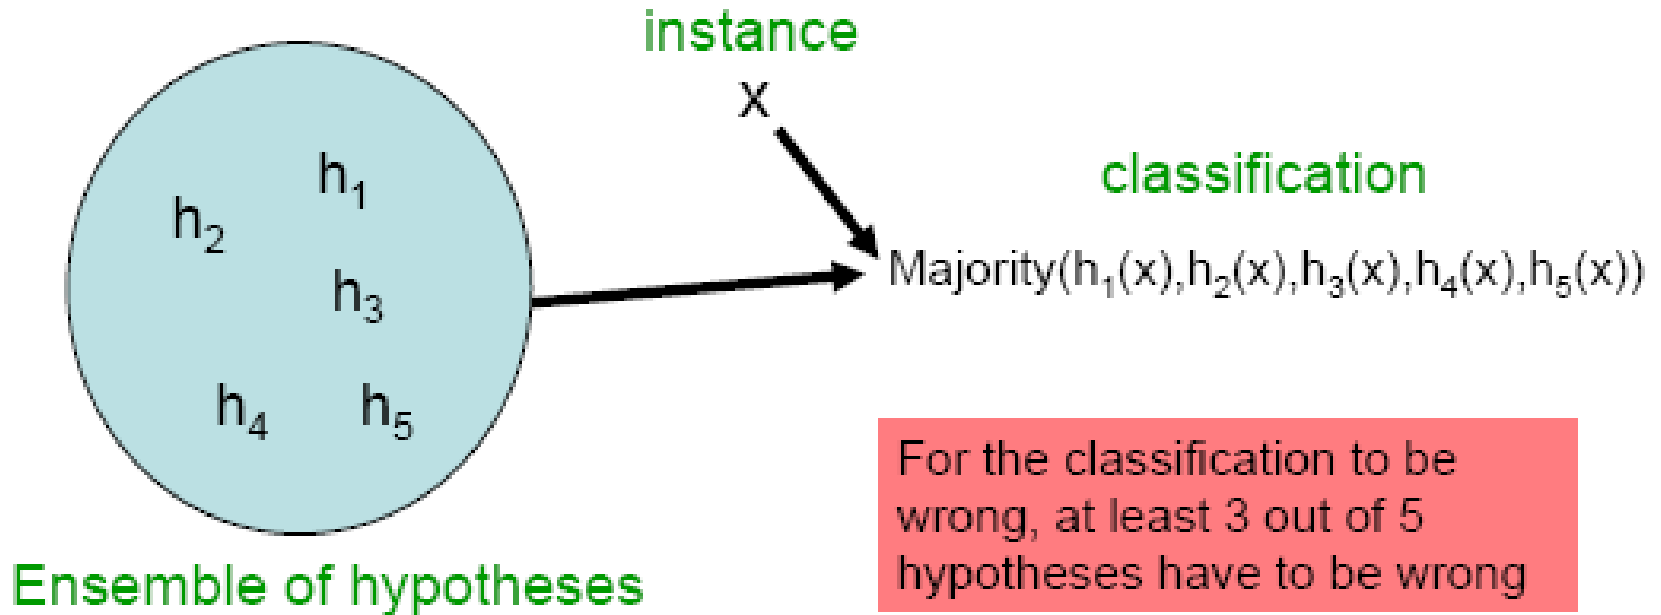 instance
x
h₁
h₂
h₃
h₄ h₅
classification
Majority(h₁(x),h₂(x),h₃(x),h₄(x),h₅(x))
For the classification to be
wrong, at least 3 out of 5
hypotheses have to be wrong
Ensemble of hypotheses